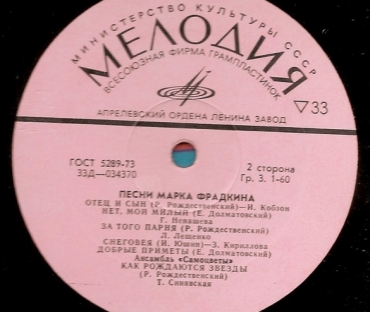 МИНИСТЕРСТВО КУЛЬТУРЫ СССР
МЕЛОДИЯ
ВСЕСОЮЗНАЯ ФИРМА ГРАМПЛАСТИНОК
АПРЕЛЕВСКИЙ ОРДЕНА ЛЕНИНА ЗАВОД
▽33
ГОСТ 5289-73
33Д-034370
2 сторона
Гр. 3. 1-60
ПЕСНИ МАРКА ФРАДКИНА
ОТЕЦ И СЫН (Р. Рождественский)—И. Кобзон
НЕТ, МОЙ МИЛЫЙ (Е. Долматовский)
Г. Ненашева
ЗА ТОГО ПАРНЯ (Р. Рождественский)
Л. Лещенко
СНЕГОВЕЯ (И. Юшин)— З. Кириллова
ДОБРЫЕ ПРИМЕТЫ (Е. Долматовский)
Ансамбль «Самоцветы»
КАК РОЖДАЮТСЯ ЗВЕЗДЫ
(Р. Рождественский)
Т. Синявская